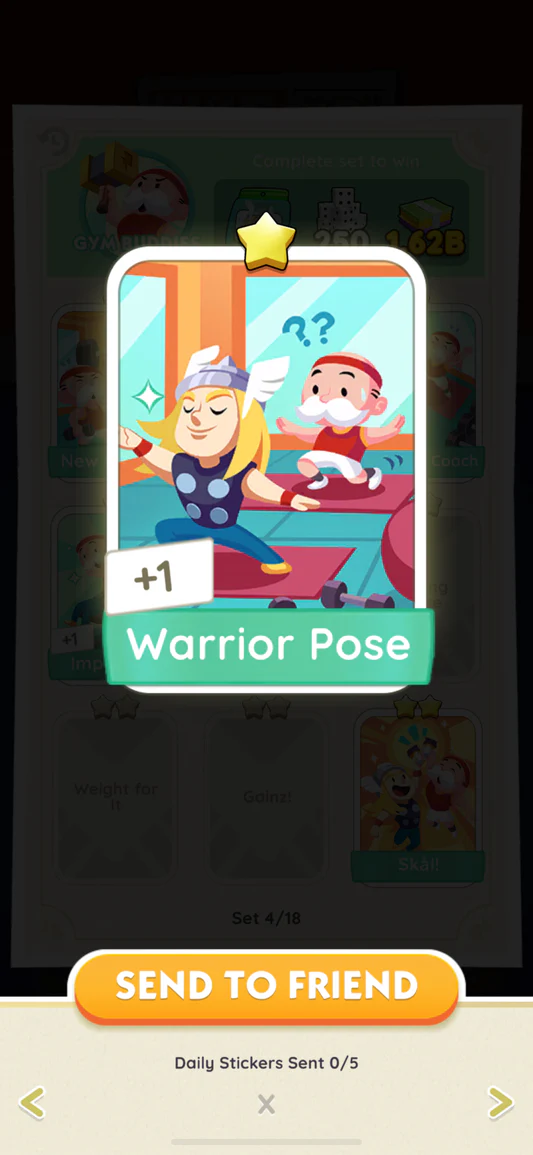 Complete set to win
GYM BUDDIES
250
1.62B
New
Coach
??
+1
Warrior Pose
+1
Imp
Weight for
it
Gainz!
Skål!
Set 4/18
SEND TO FRIEND
Daily Stickers Sent 0/5
X